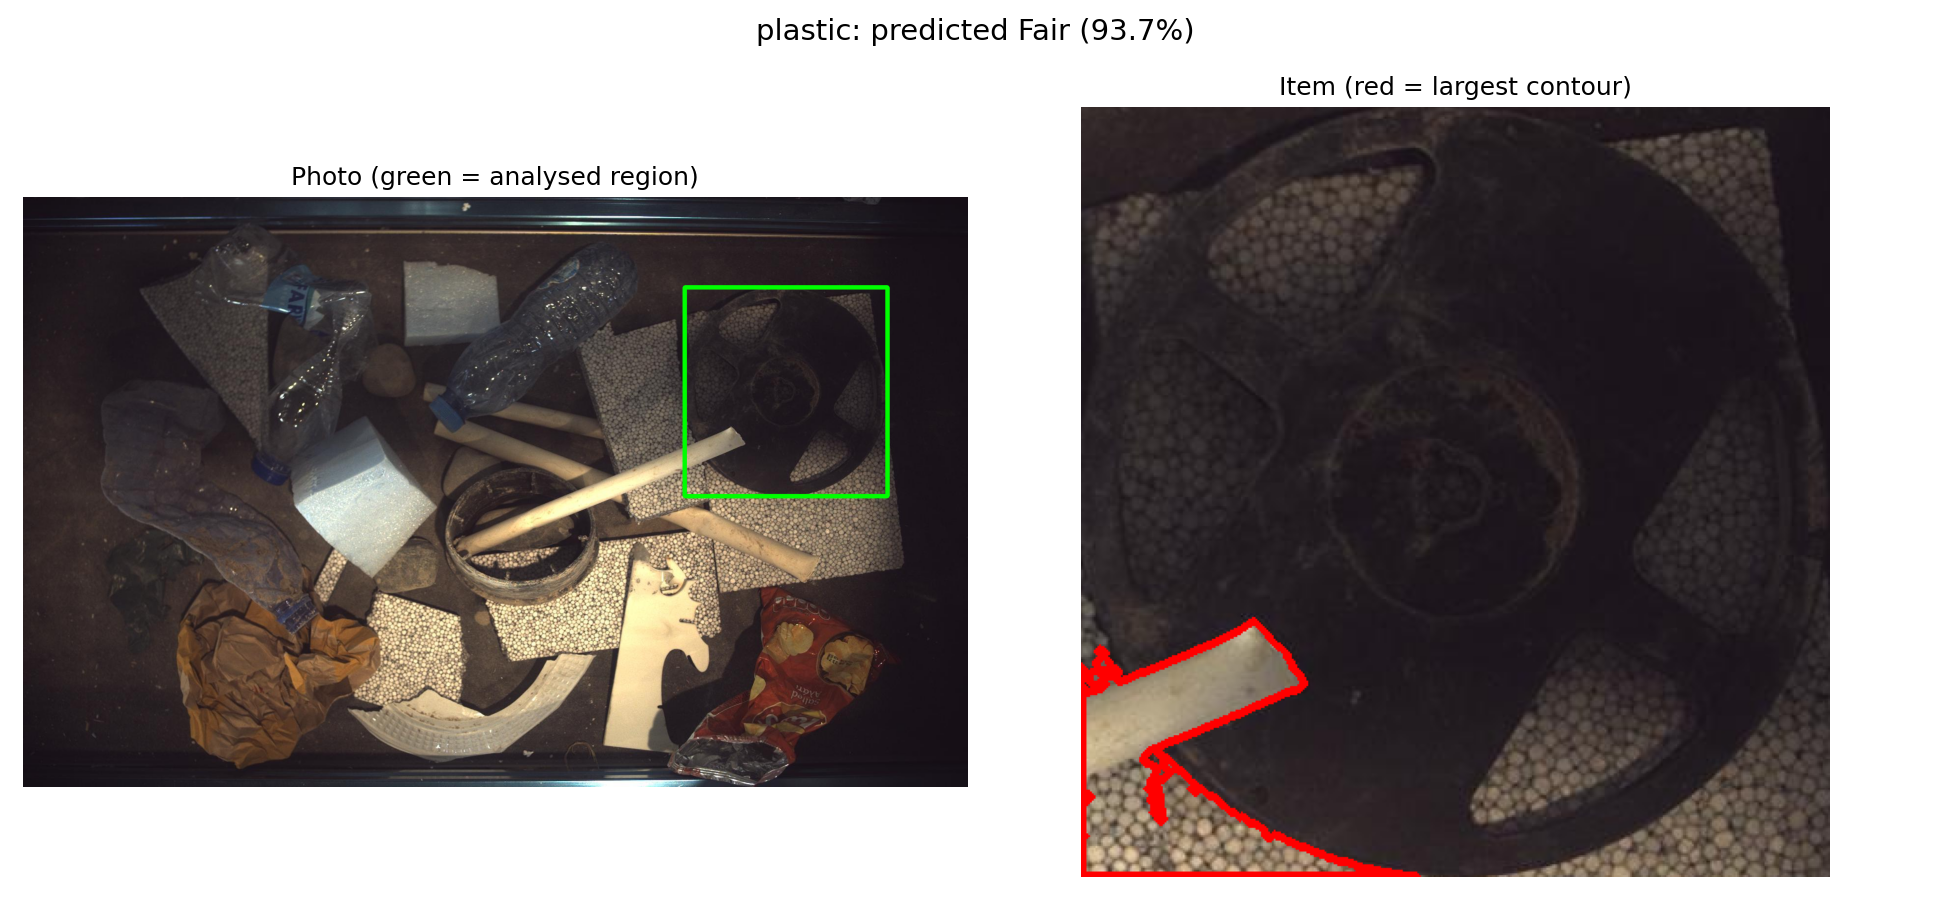 plastic: predicted Fair (93.7%)
Photo (green = analysed region)
Item (red = largest contour)